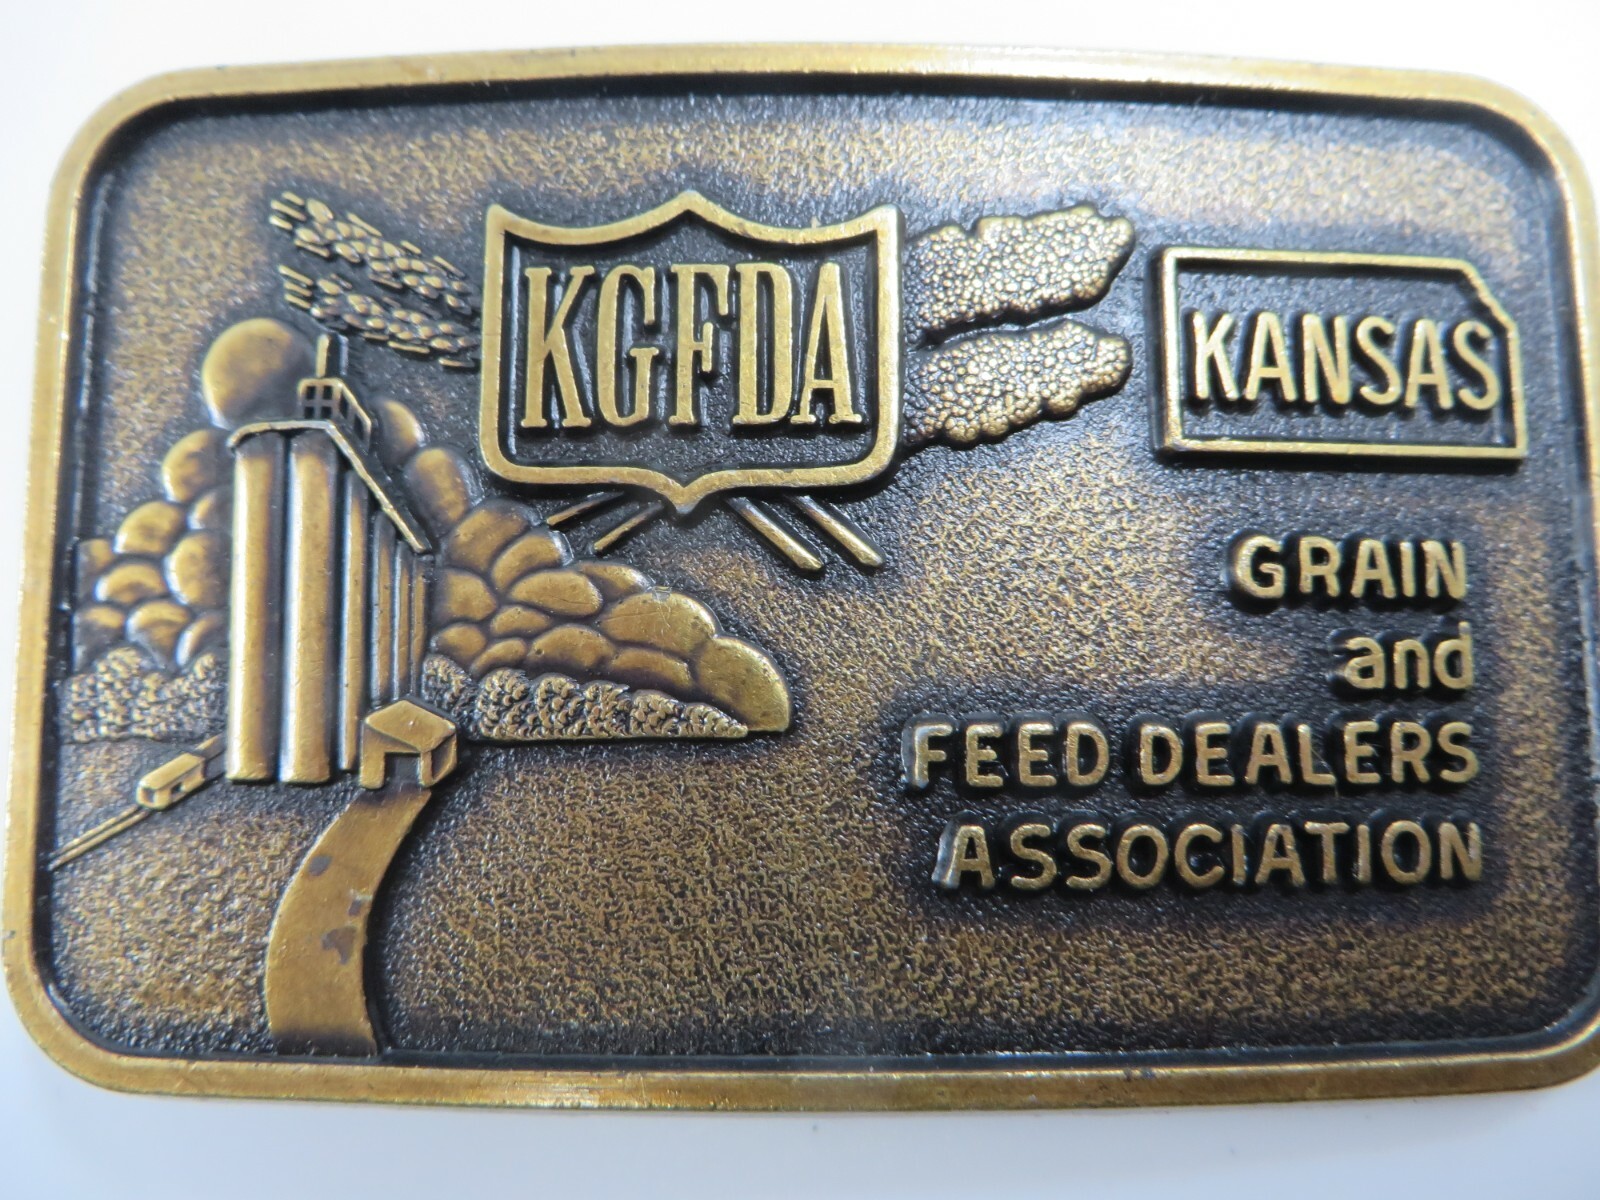 KGFDA
KANSAS
GRAIN
and
FEED DEALERS
ASSOCIATION